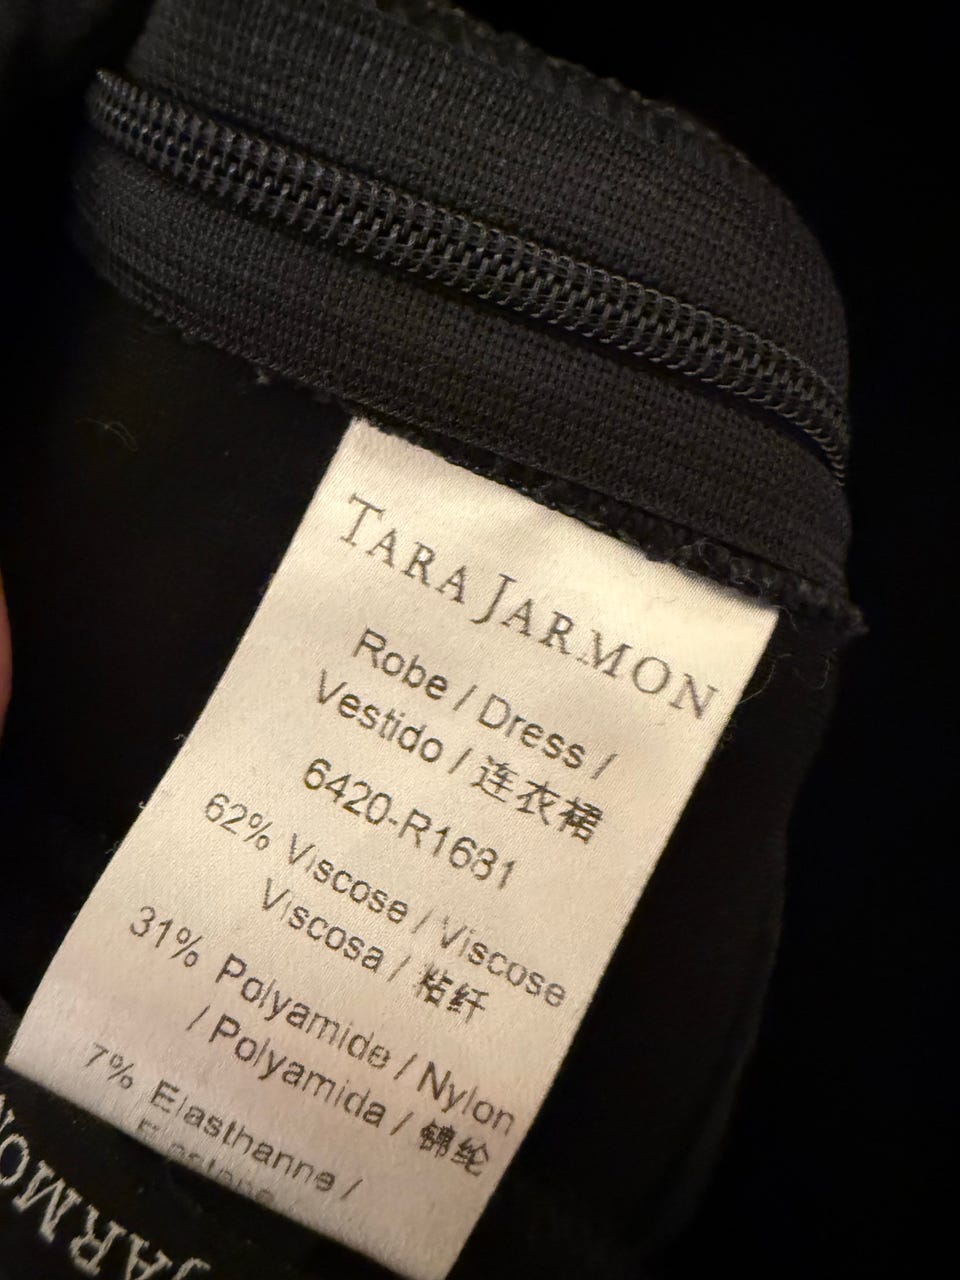 TARA JARMON
Robe / Dress /
Vestido / 连衣裙
6420-R1681
62% Viscose / Viscose
Viscosa / 粘纤
31% Polyamide / Nylon
/ Polyamida / 锦纶
7% Elasthanne /
JARMON